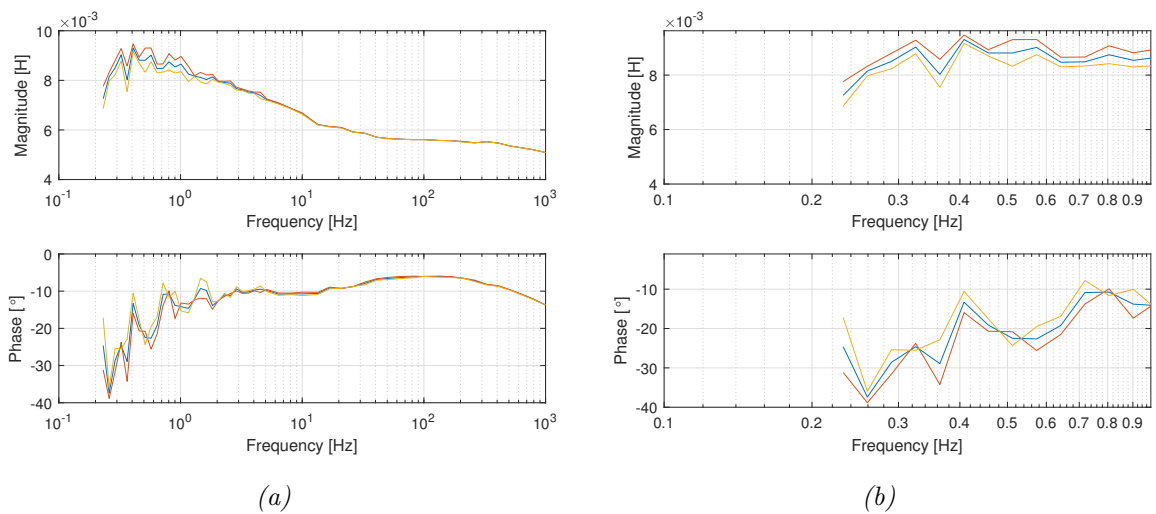 ×10⁻³
10
8
6
4
Magnitude [H]
10⁻¹ 10⁰ 10¹ 10² 10³
Frequency [Hz]
0
-10
-20
-30
-40
Phase [°]
10⁻¹ 10⁰ 10¹ 10² 10³
Frequency [Hz]
(a)
×10⁻³
8
6
4
Magnitude [H]
0.1 0.2 0.3 0.4 0.5 0.6 0.7 0.8 0.9
Frequency [Hz]
-10
-20
-30
-40
Phase [°]
0.1 0.2 0.3 0.4 0.5 0.6 0.7 0.8 0.9
Frequency [Hz]
(b)